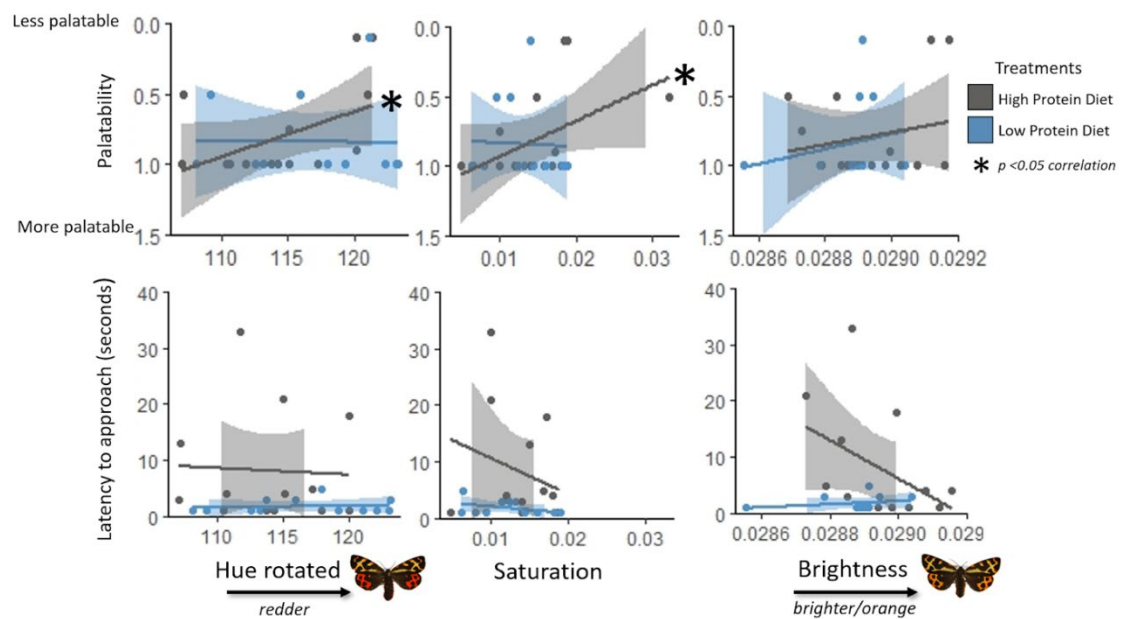 Less palatable
Palatability
More palatable
0.0
0.5
1.0
1.5
110 115 120
0.0
0.5
1.0
1.5
0.01 0.02 0.03
0.0
0.5
1.0
1.5
0.0286 0.0288 0.0290 0.0292
Treatments
High Protein Diet
Low Protein Diet
* p <0.05 correlation
*
*
Latency to approach (seconds)
40
30
20
10
0
110 115 120
40
30
20
10
0
0.01 0.02 0.03
40
30
20
10
0
0.0286 0.0288 0.0290 0.029
Hue rotated
redder
Saturation
Brightness
brighter/orange